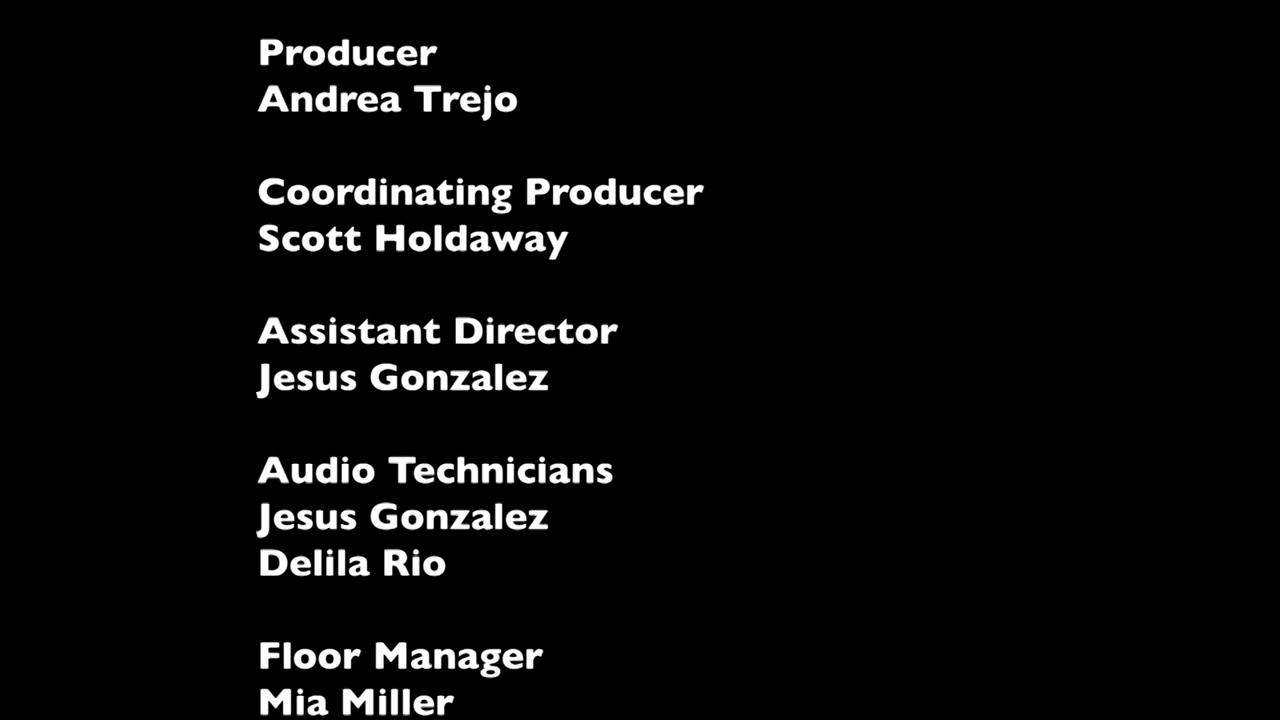 Producer
Andrea Trejo
Coordinating Producer
Scott Holdaway
Assistant Director
Jesus Gonzalez
Audio Technicians
Jesus Gonzalez
Delila Rio
Floor Manager
Mia Miller